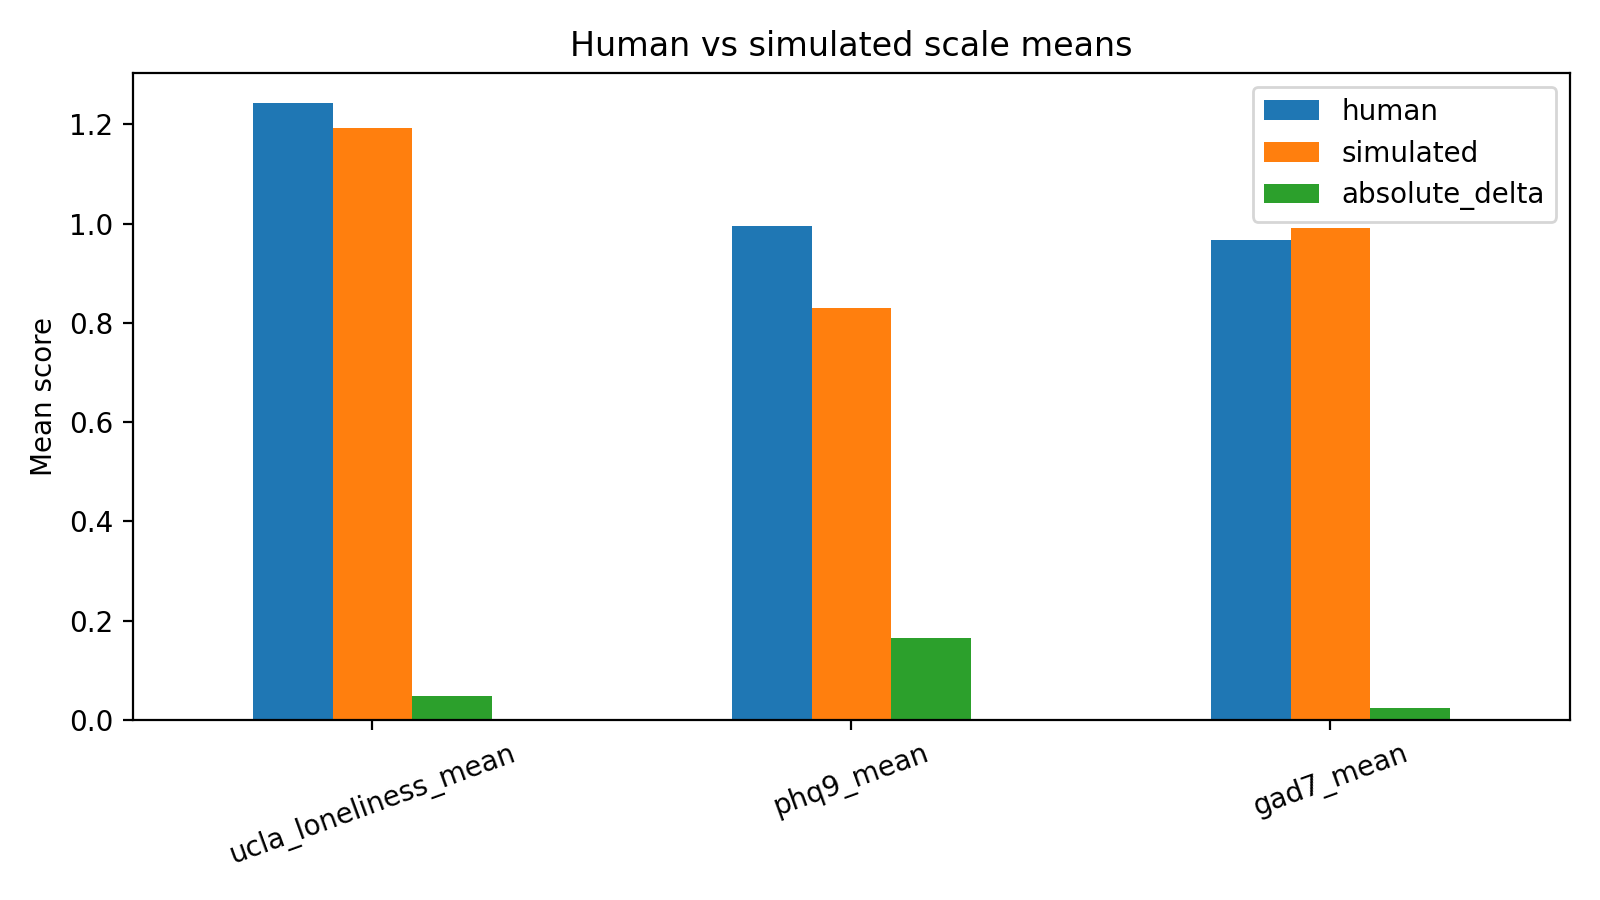 Human vs simulated scale means
human
simulated
absolute_delta
Mean score
1.2
1.0
0.8
0.6
0.4
0.2
0.0
ucla_loneliness_mean
phq9_mean
gad7_mean